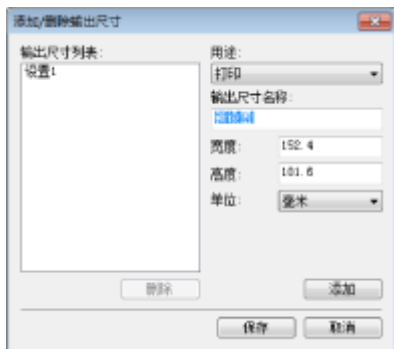 添加/删除输出尺寸
输出尺寸列表:
设置1
用途:
打印
输出尺寸名称:
宽度:
152.4
高度:
101.6
单位:
毫米
删除
添加
保存
取消